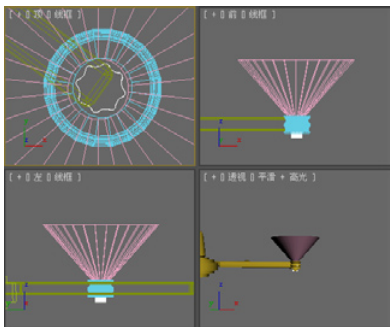 [ + 0 顶 0 线框 ]
[ + 0 前 0 线框 ]
[ + 0 左 0 线框 ]
[ + 0 透视 0 平滑 + 高光 ]